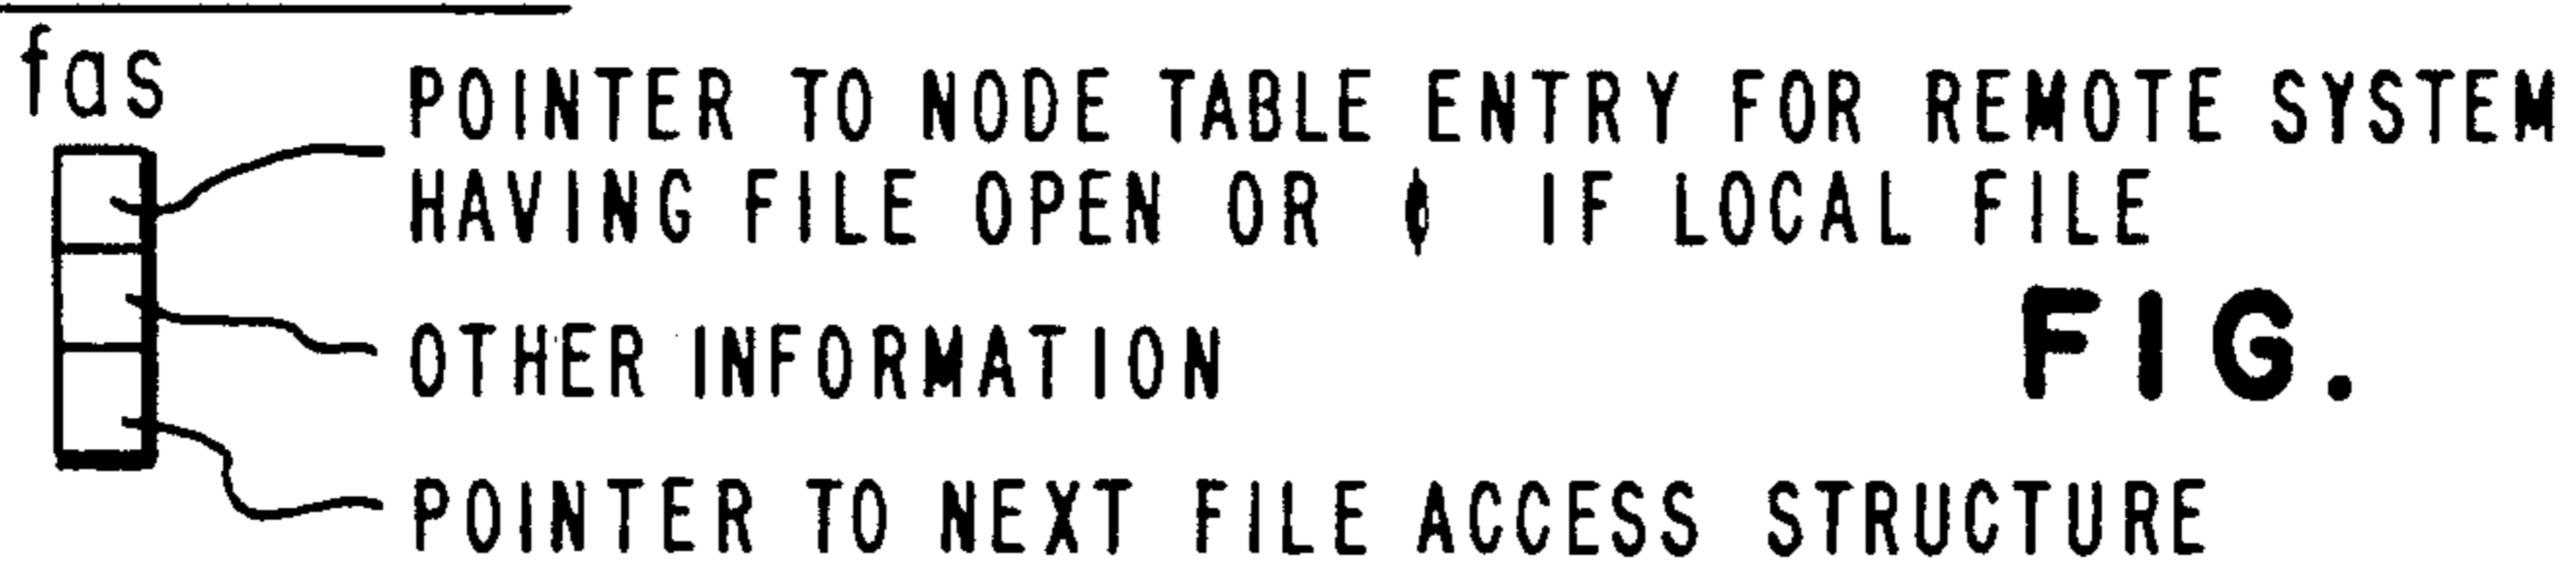 fas
POINTER TO NODE TABLE ENTRY FOR REMOTE SYSTEM
HAVING FILE OPEN OR φ IF LOCAL FILE
OTHER INFORMATION
FIG.
POINTER TO NEXT FILE ACCESS STRUCTURE